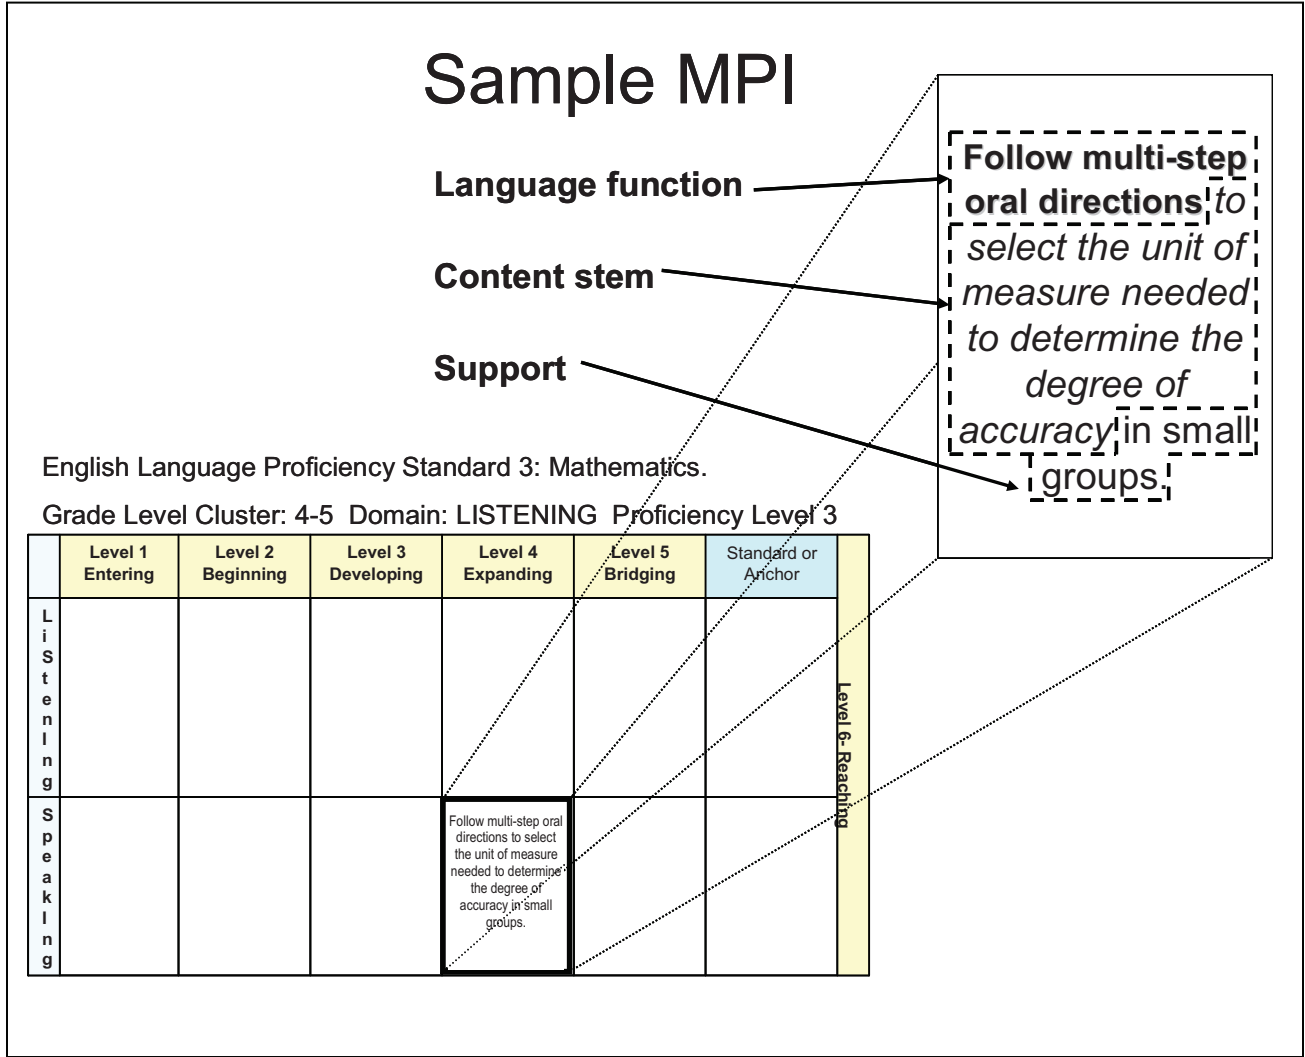 Sample MPI
Language function
Content stem
Support
Follow multi-step
oral directions to
select the unit of
measure needed
to determine the
degree of
accuracy in small
groups.
English Language Proficiency Standard 3: Mathematics.
Grade Level Cluster: 4-5 Domain: LISTENING Proficiency Level 3
Level 1
Entering
Level 2
Beginning
Level 3
Developing
Level 4
Expanding
Level 5
Bridging
Standard or
Anchor
Level 6- Reaching
L
i
S
t
e
n
I
n
g
S
p
e
a
k
I
n
g
Follow multi-step oral
directions to select
the unit of measure
needed to determine
the degree of
accuracy in small
groups.